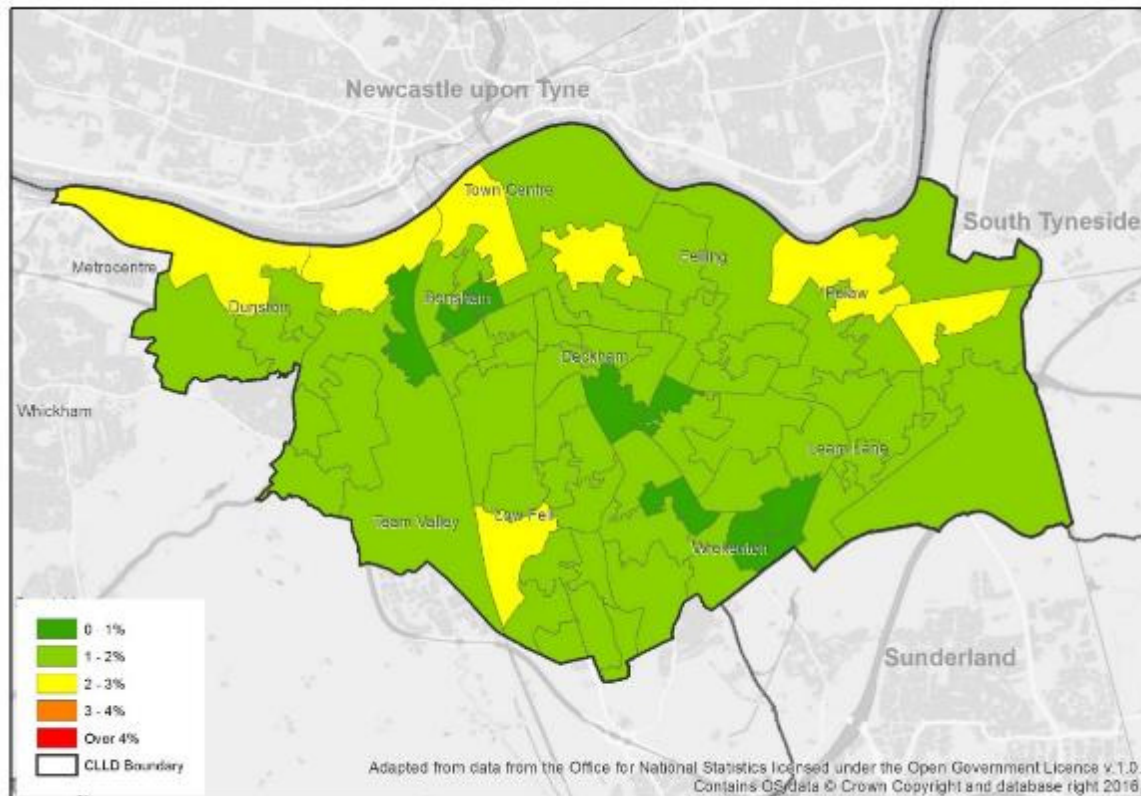 Newcastle upon Tyne
Town Centre
South Tyneside
Metrocentre
Felling
Pelaw
Dunston
Bensham
Deckham
Whickham
Leam Lane
Team Valley
Low Fell
Wrekenton
0 - 1%
1 - 2%
2 - 3%
3 - 4%
Over 4%
CLLD Boundary
Sunderland
Adapted from data from the Office for National Statistics licensed under the Open Government Licence v.1.0.
Contains OS data © Crown Copyright and database right 2016